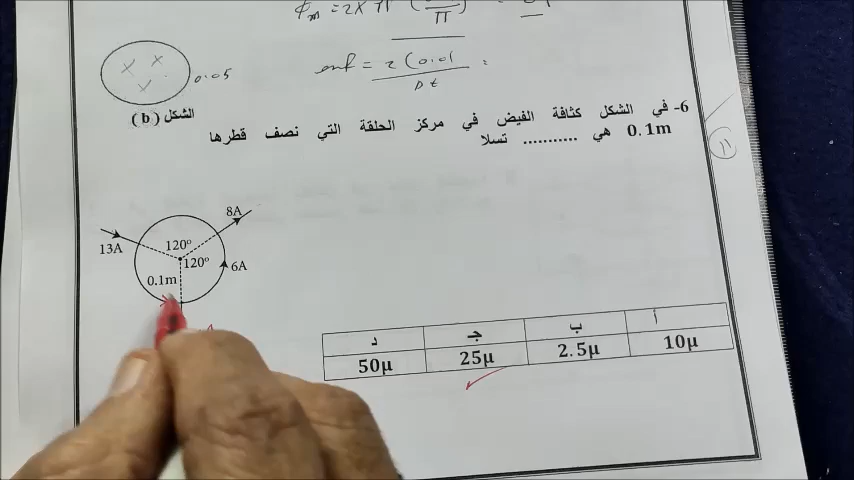 0.05
emf = 2 (0.01) / Δt =
الشكل (b)
6- في الشكل كثافة الفيض في مركز الحلقة التي نصف قطرها
0.1m هي ........... تسلا
11
8A
13A
120°
120°
6A
0.1m
أ ب جـ د
10μ 2.5μ 25μ 50μ